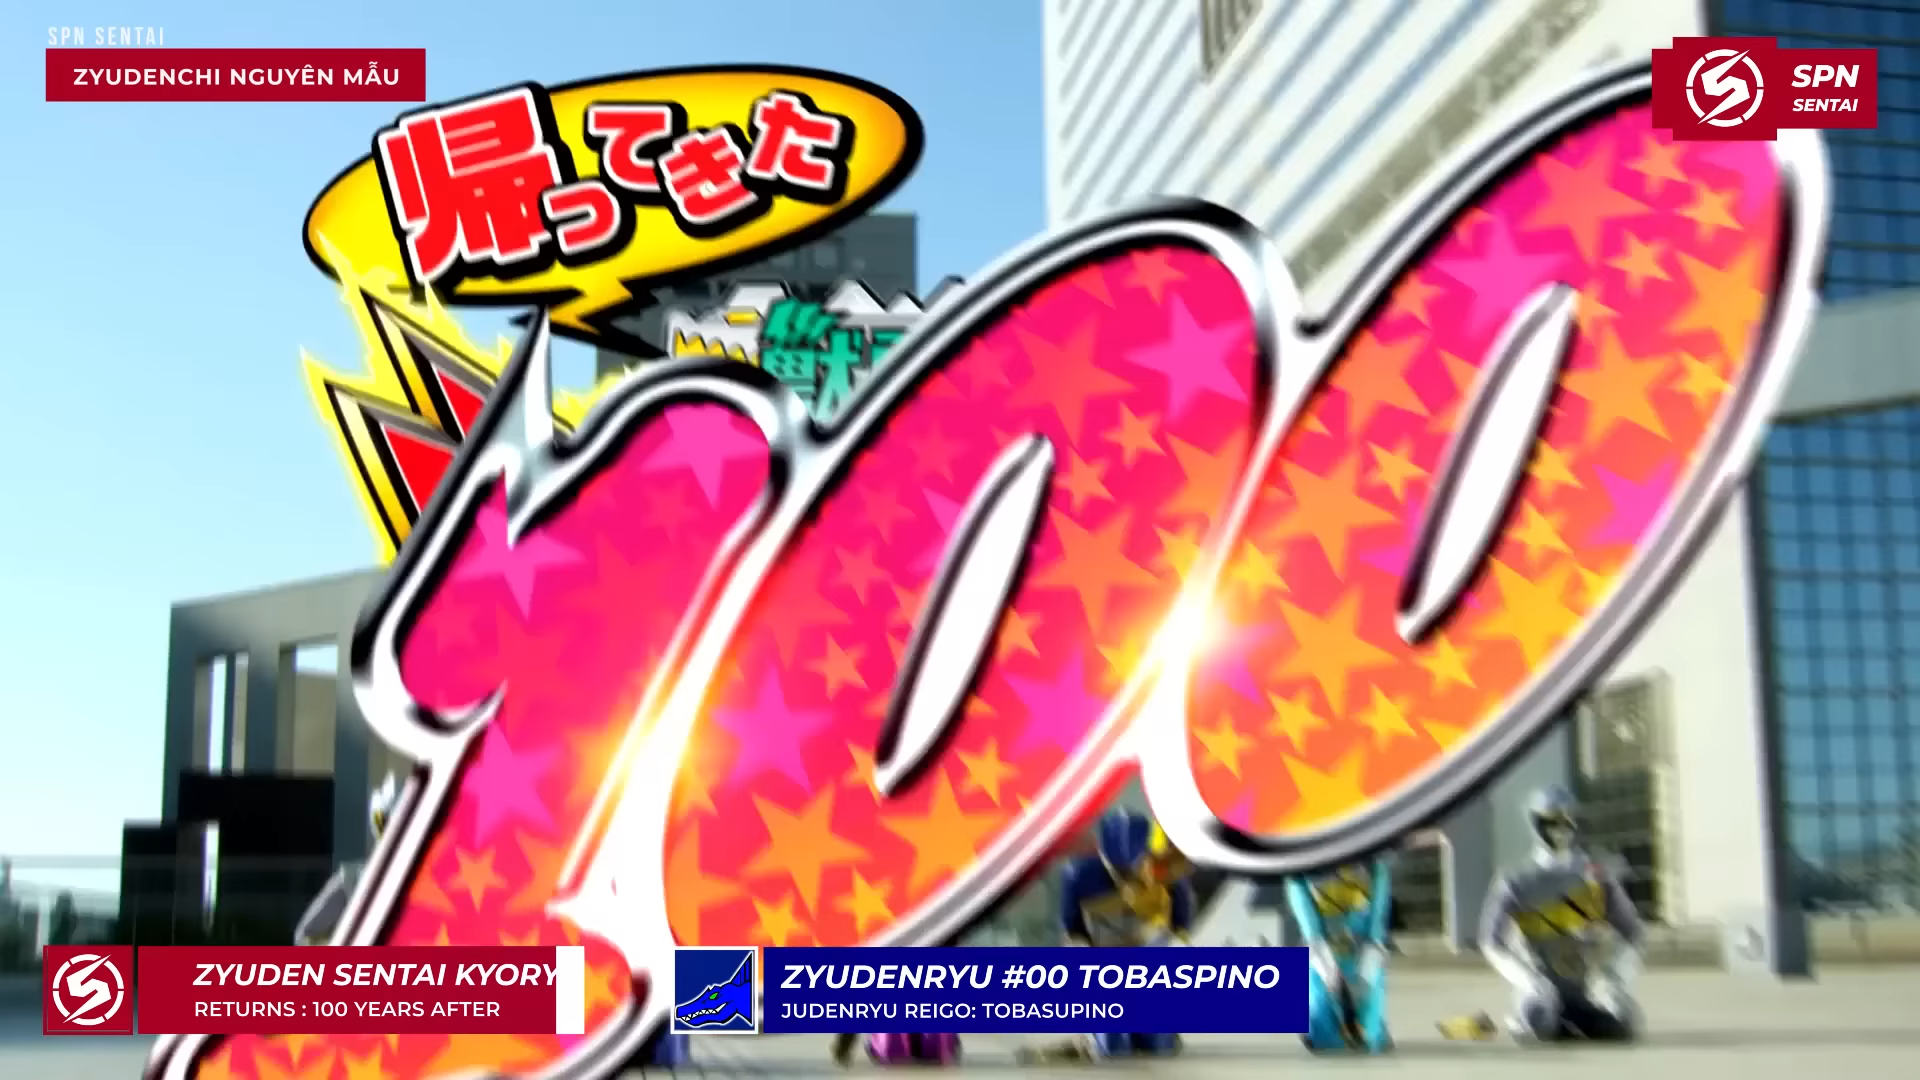 SPN SENTAI
ZYUDENCHI NGUYÊN MẪU
SPN
SENTAI
帰ってきた
獣
100
ZYUDEN SENTAI KYORY
RETURNS : 100 YEARS AFTER
ZYUDENRYU #00 TOBASPINO
JUDENRYU REIGO: TOBASUPINO